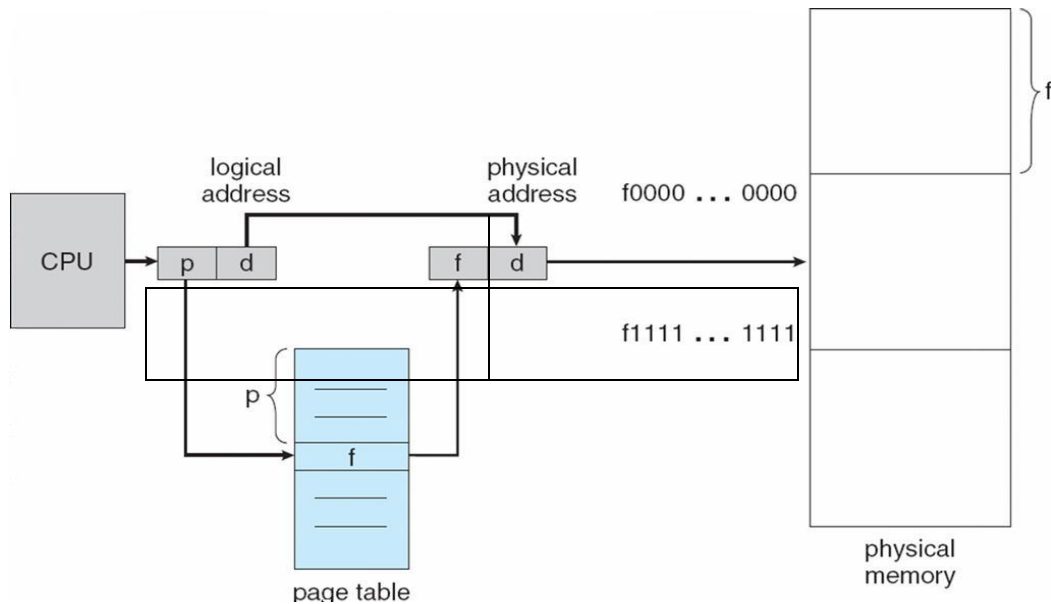 f
logical
address
physical
address
f0000 ... 0000
CPU
p d
f d
f1111 ... 1111
p
f
physical
memory
page table